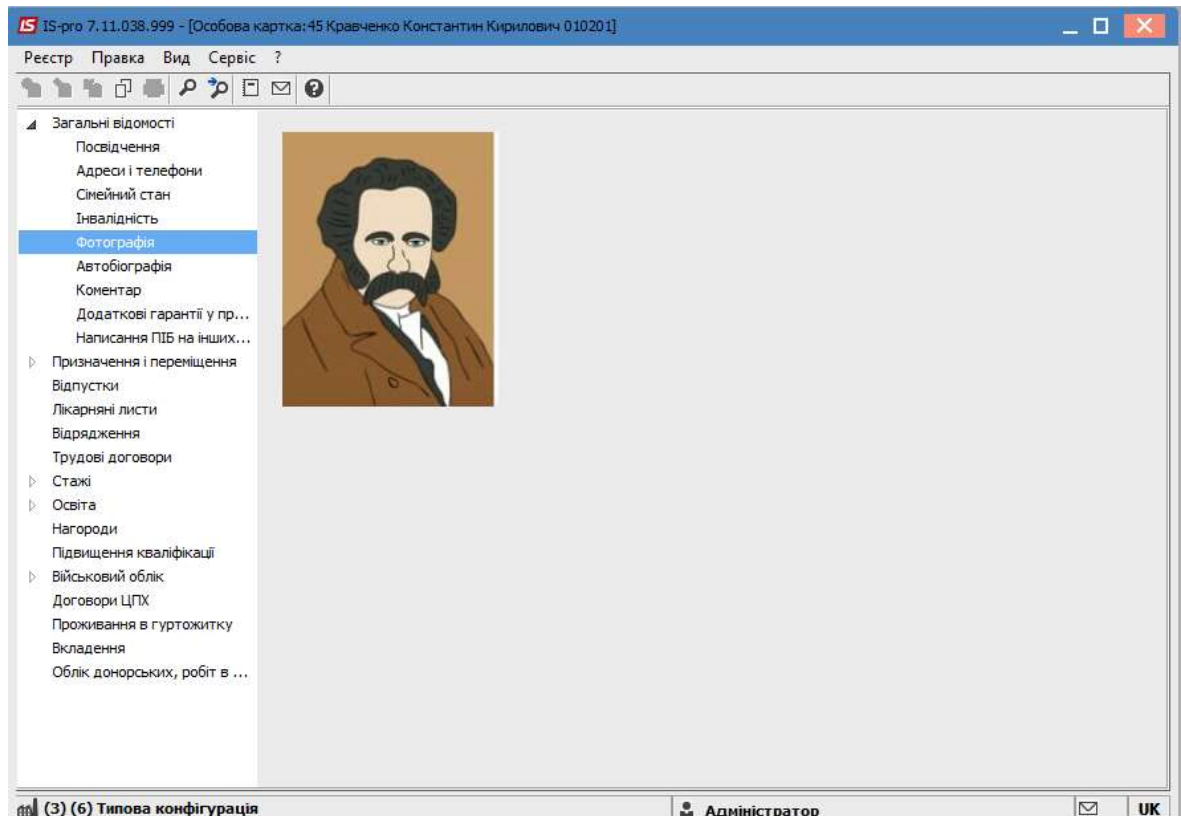 IS IS-pro 7.11.038.999 - [Особова картка:45 Кравченко Константин Кирилович 010201]
Реєстр Правка Вид Сервіс ?
Загальні відомості
Посвідчення
Адреси і телефони
Сімейний стан
Інвалідність
Фотографія
Автобіографія
Коментар
Додаткові гарантії у пр...
Написання ПІБ на інших...
Призначення і переміщення
Відпустки
Лікарняні листи
Відрядження
Трудові договори
Стажі
Освіта
Нагороди
Підвищення кваліфікації
Військовий облік
Договори ЦПХ
Проживання в гуртожитку
Вкладення
Облік донорських, робіт в ...
(3) (6) Типова конфігурація Адміністратор UK